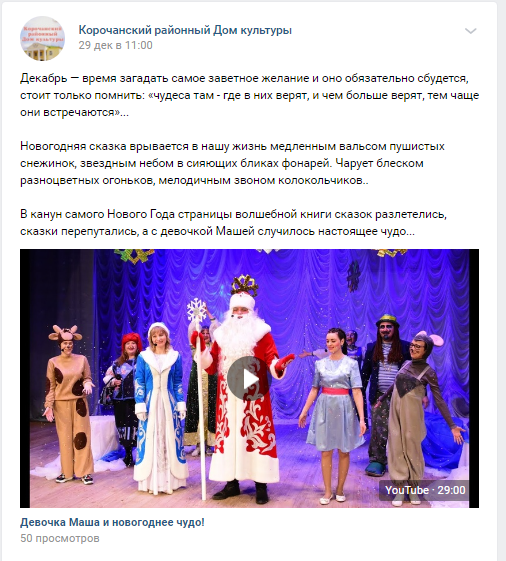 Корочанский районный Дом культуры
Корочанский районный Дом культуры
29 дек в 11:00
Декабрь — время загадать самое заветное желание и оно обязательно сбудется,
стоит только помнить: «чудеса там - где в них верят, и чем больше верят, тем чаще
они встречаются»...
Новогодняя сказка врывается в нашу жизнь медленным вальсом пушистых
снежинок, звездным небом в сияющих бликах фонарей. Чарует блеском
разноцветных огоньков, мелодичным звоном колокольчиков..
В канун самого Нового Года страницы волшебной книги сказок разлетелись,
сказки перепутались, а с девочкой Машей случилось настоящее чудо...
YouTube · 29:00
Девочка Маша и новогоднее чудо!
50 просмотров